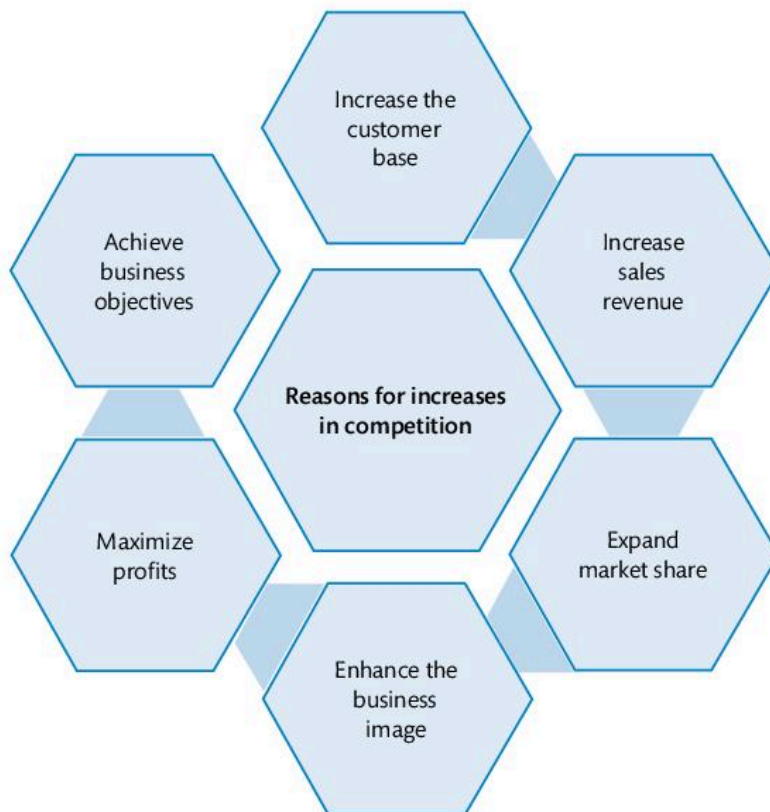 Increase the
customer
base
Increase
sales
revenue
Expand
market share
Enhance the
business
image
Maximize
profits
Achieve
business
objectives
Reasons for increases
in competition